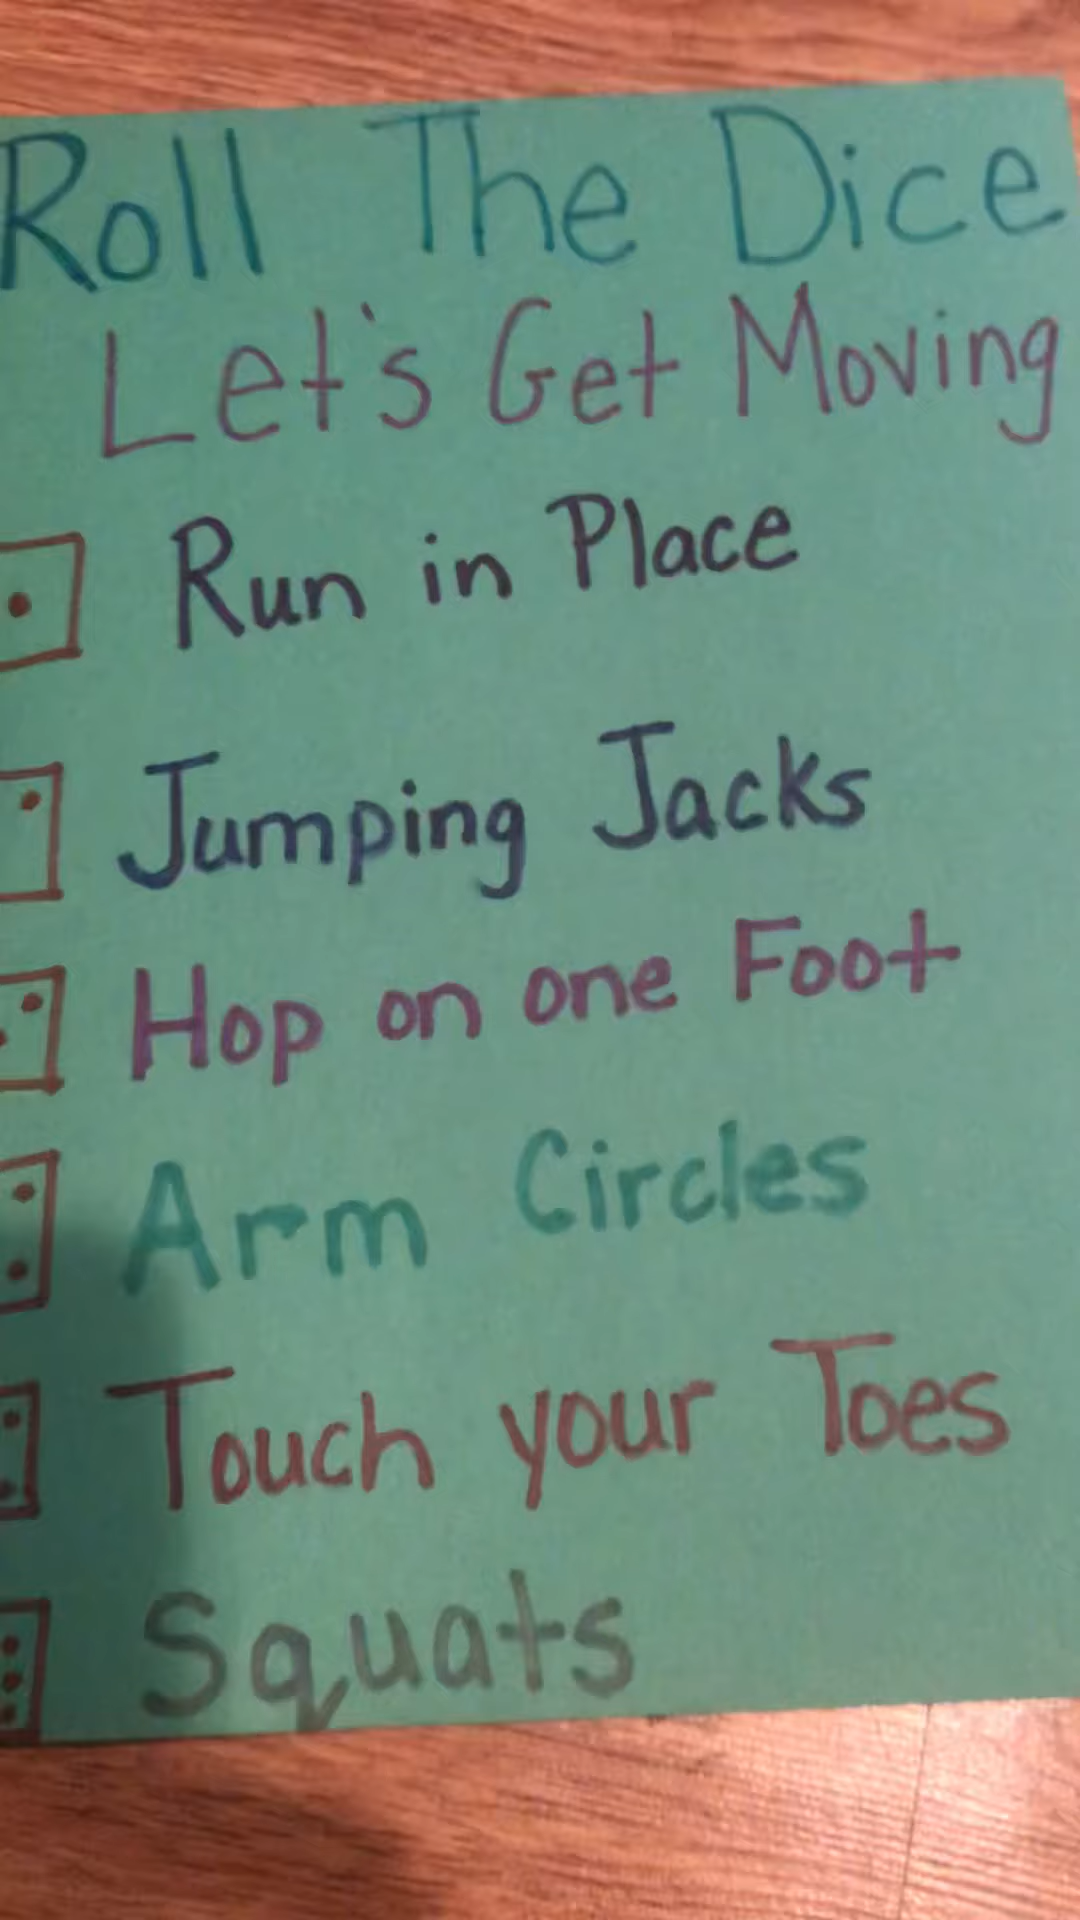 Roll The Dice
Let's Get Moving
Run in Place
Jumping Jacks
Hop on one Foot
Arm Circles
Touch your Toes
Squats